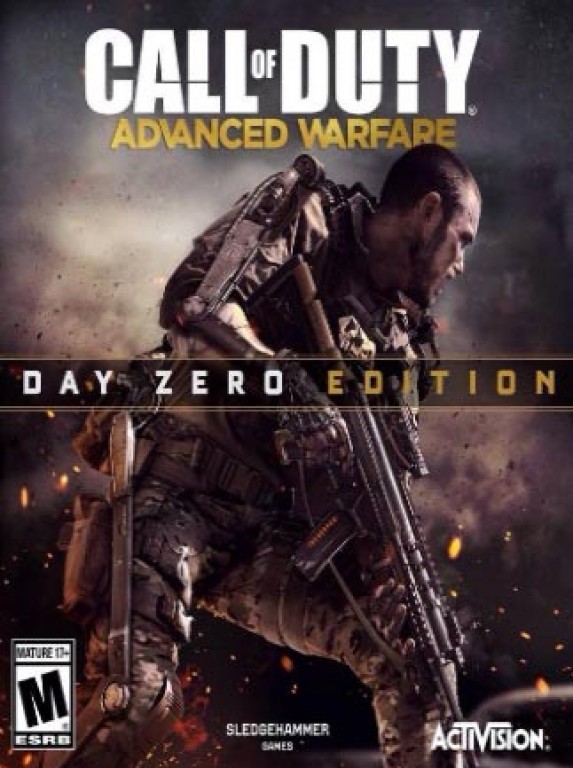 CALL OF DUTY®
ADVANCED WARFARE
DAY ZERO EDITION
MATURE 17+
M
ESRB
SLEDGEHAMMER
GAMES
ACTIVISION